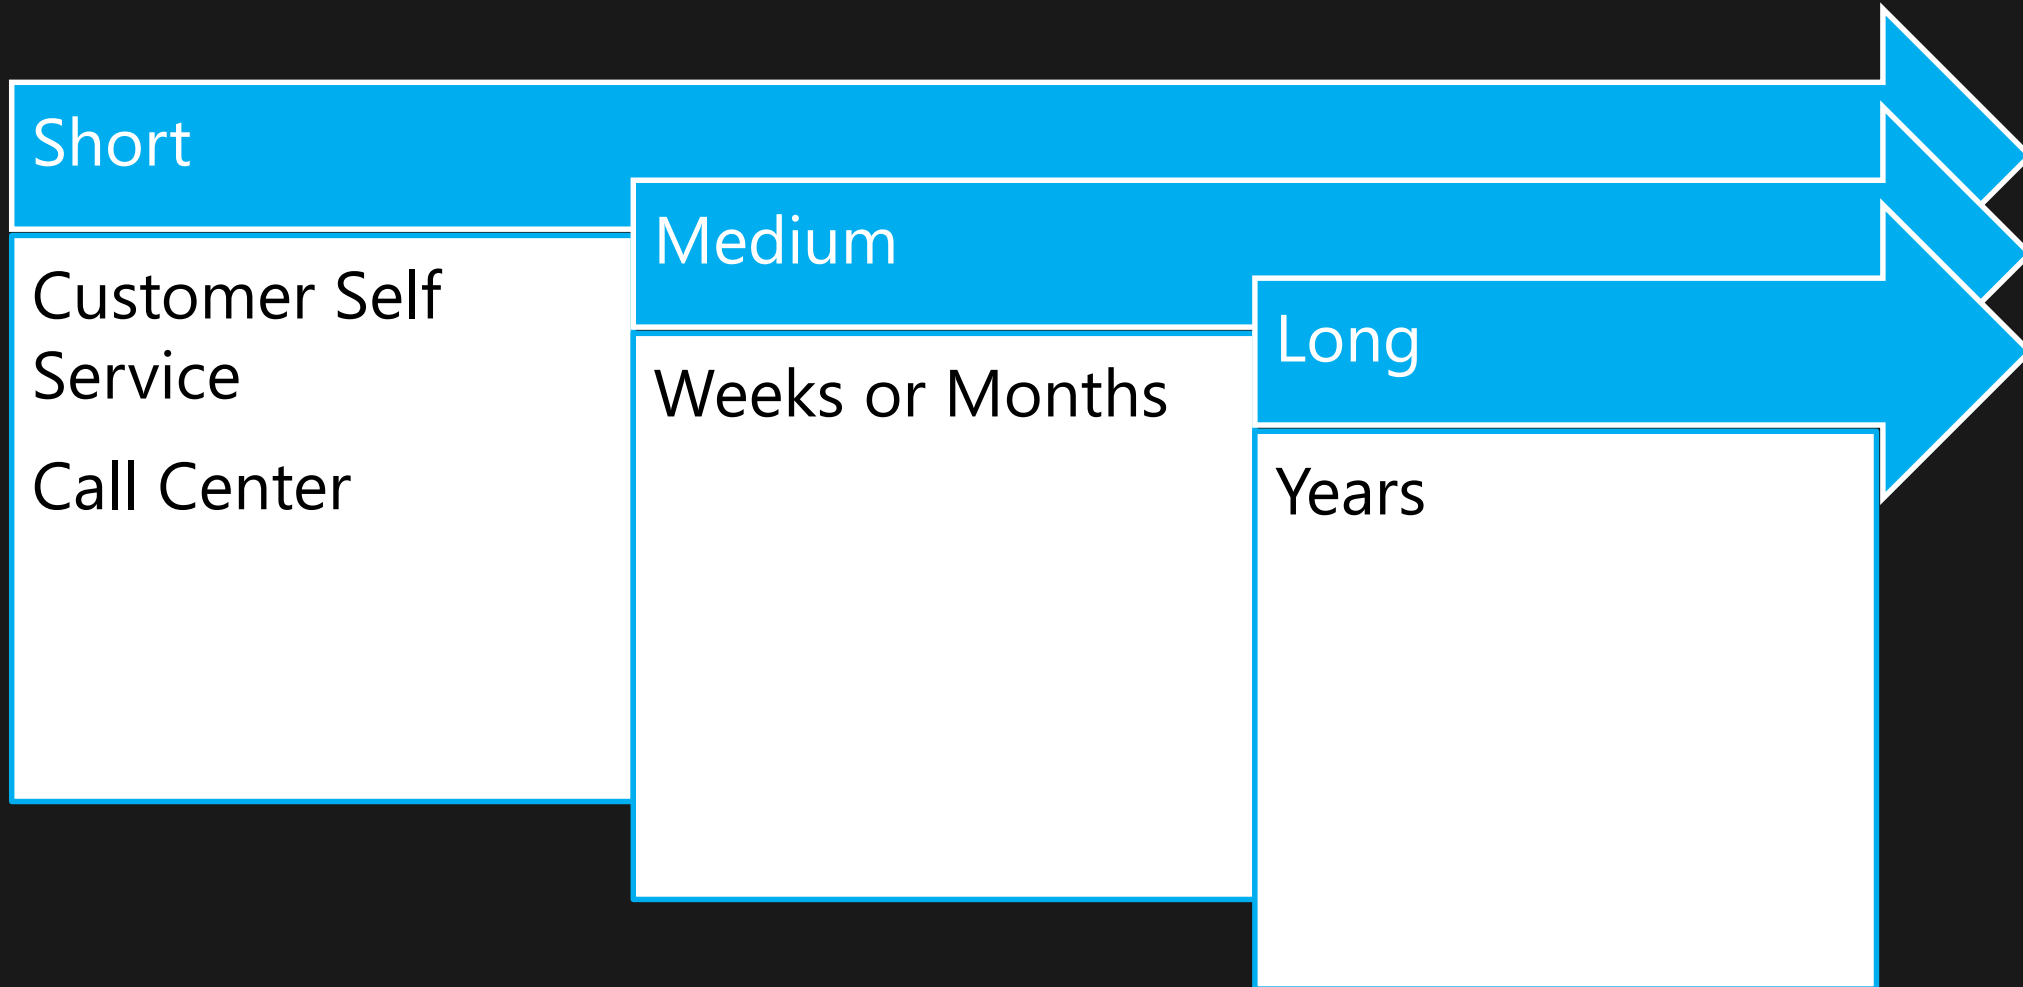 Short
Customer Self
Service
Call Center
Medium
Weeks or Months
Long
Years